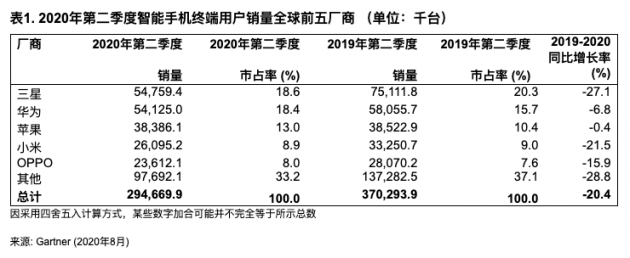 表1. 2020年第二季度智能手机终端用户销量全球前五厂商 （单位：千台）
厂商 2020年第二季度 销量 2020年第二季度 市占率 (%) 2019年第二季度 销量 2019年第二季度 市占率 (%) 2019-2020 同比增长率 (%)
三星 54,759.4 18.6 75,111.8 20.3 -27.1
华为 54,125.0 18.4 58,055.7 15.7 -6.8
苹果 38,386.1 13.0 38,522.9 10.4 -0.4
小米 26,095.2 8.9 33,250.7 9.0 -21.5
OPPO 23,612.1 8.0 28,070.2 7.6 -15.9
其他 97,692.1 33.2 137,282.5 37.1 -28.8
总计 294,669.9 100.0 370,293.9 100.0 -20.4
因采用四舍五入计算方式，某些数字加合可能并不完全等于所示总数
来源: Gartner (2020年8月)